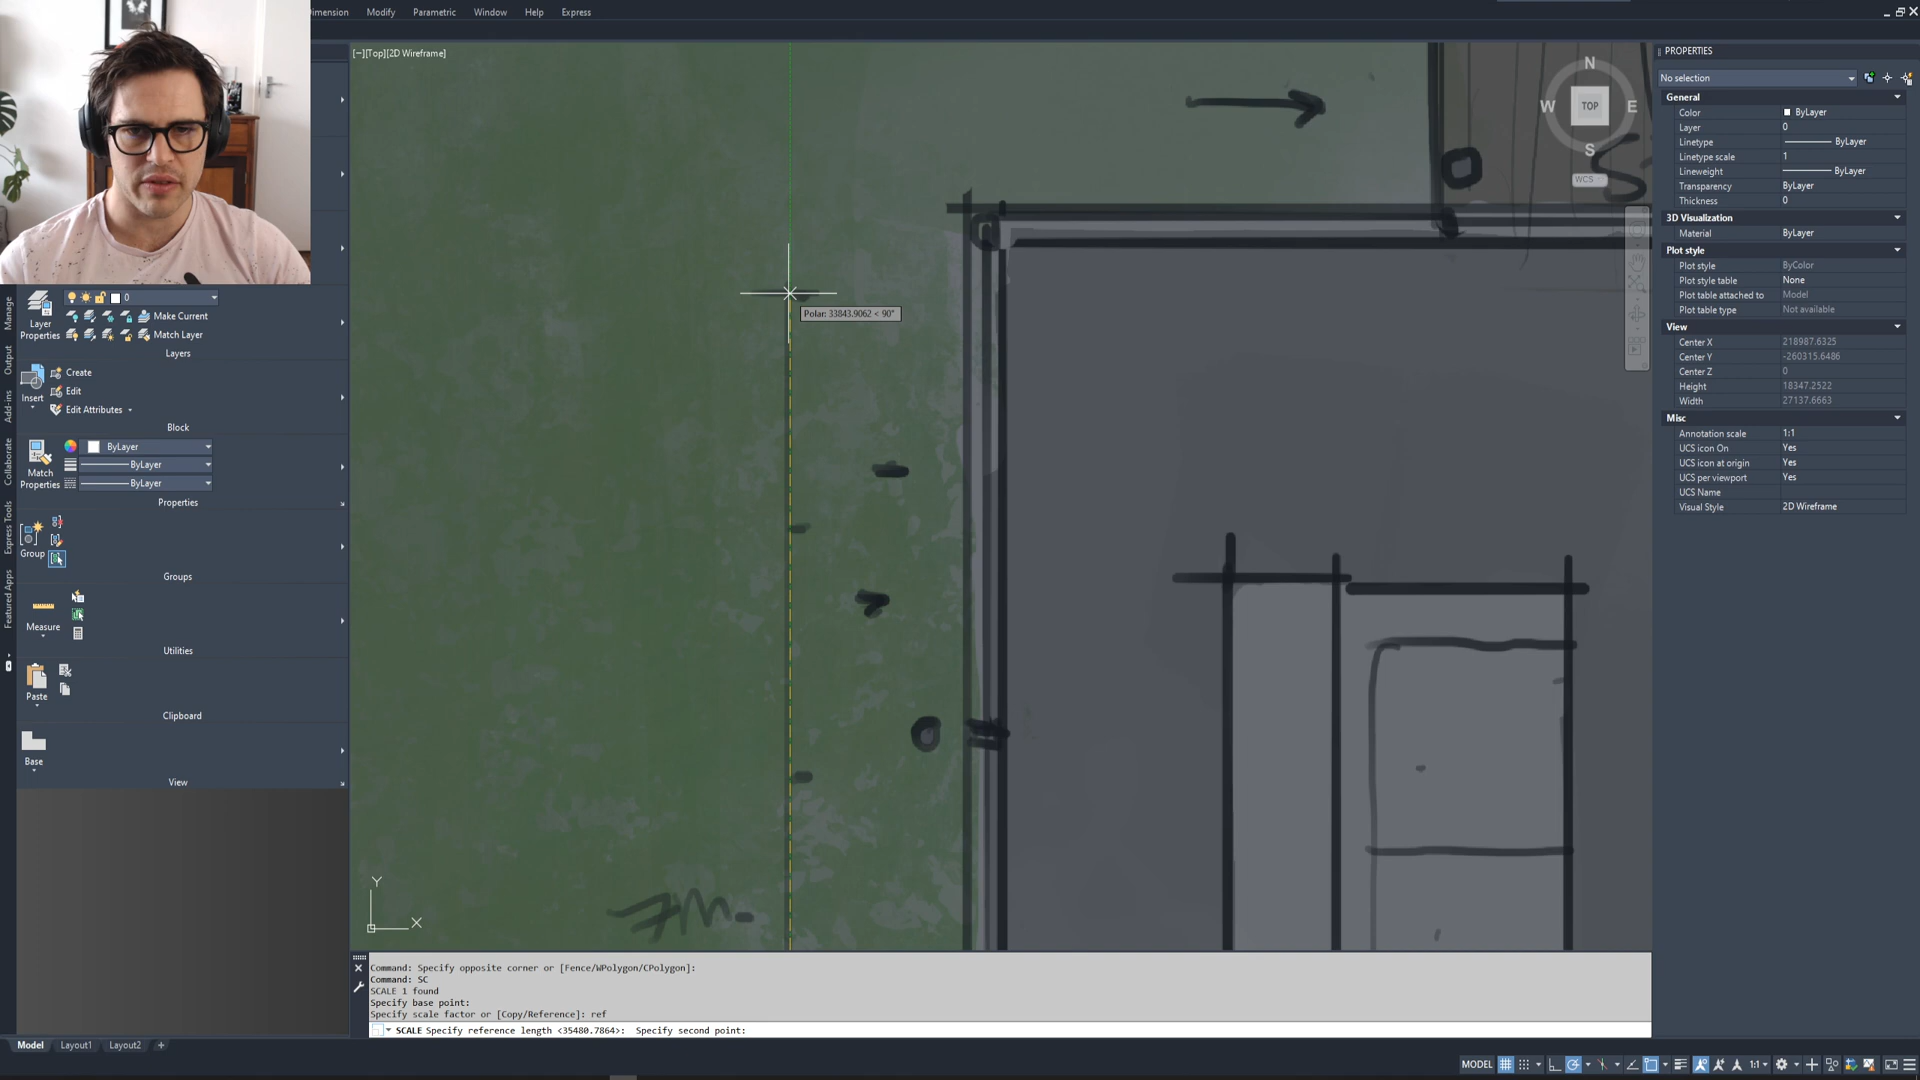 Dimension
Modify
Parametric
Window
Help
Express
[−][Top][2D Wireframe]
N
W
TOP
E
S
WCS
Polar: 33843.9062 < 90°
7M
Y
X
Manage
Output
Add-ins
Collaborate
Express Tools
Featured Apps
Layer
Properties
0
Make Current
Match Layer
Layers
Insert
Create
Edit
Edit Attributes
Block
Match
Properties
ByLayer
ByLayer
ByLayer
Properties
Group
Groups
Measure
Utilities
Paste
Clipboard
Base
View
PROPERTIES
No selection
General
Color ByLayer
Layer 0
Linetype ByLayer
Linetype scale 1
Lineweight ByLayer
Transparency ByLayer
Thickness 0
3D Visualization
Material ByLayer
Plot style
Plot style ByColor
Plot style table None
Plot table attached to Model
Plot table type Not available
View
Center X 218987.6325
Center Y -260315.6486
Center Z 0
Height 18347.2522
Width 27137.6663
Misc
Annotation scale 1:1
UCS icon On Yes
UCS icon at origin Yes
UCS per viewport Yes
UCS Name
Visual Style 2D Wireframe
Command: Specify opposite corner or [Fence/WPolygon/CPolygon]:
Command: SC
SCALE 1 found
Specify base point:
Specify scale factor or [Copy/Reference]: ref
SCALE Specify reference length <35480.7864>: Specify second point:
Model
Layout1
Layout2
+
MODEL
1:1